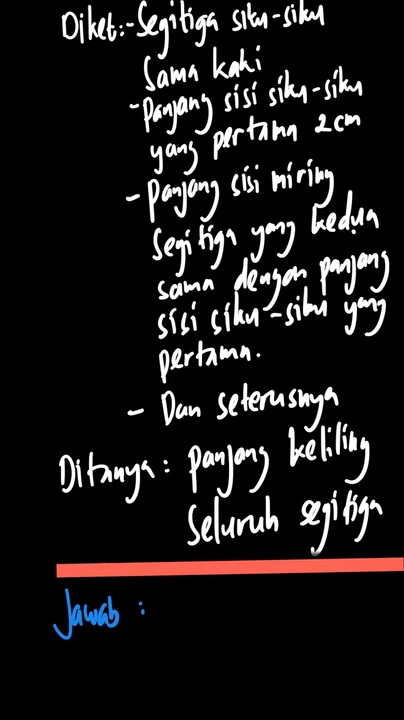 Diket:- Segitiga siku-siku
sama kaki
- Panjang sisi siku-siku
yang pertama 2cm
- Panjang sisi miring
segitiga yang kedua
sama dengan panjang
sisi siku-siku yang
pertama.
- Dan seterusnya
Ditanya: panjang keliling
seluruh segitiga
Jawab :